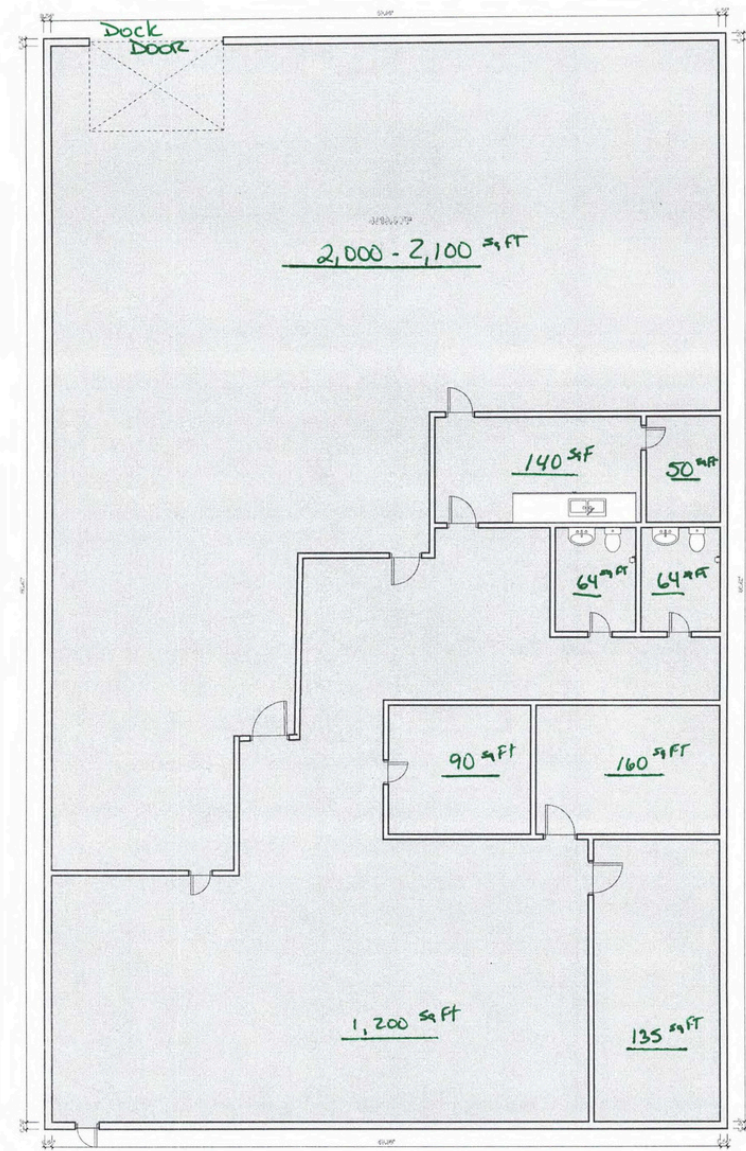 Dock
DOOR
2,000 - 2,100 sq FT
140 sq F
50 sq Ft
64 sq FT
64 sq FT
90 sq Ft
160 sq FT
1,200 sq Ft
135 sq FT